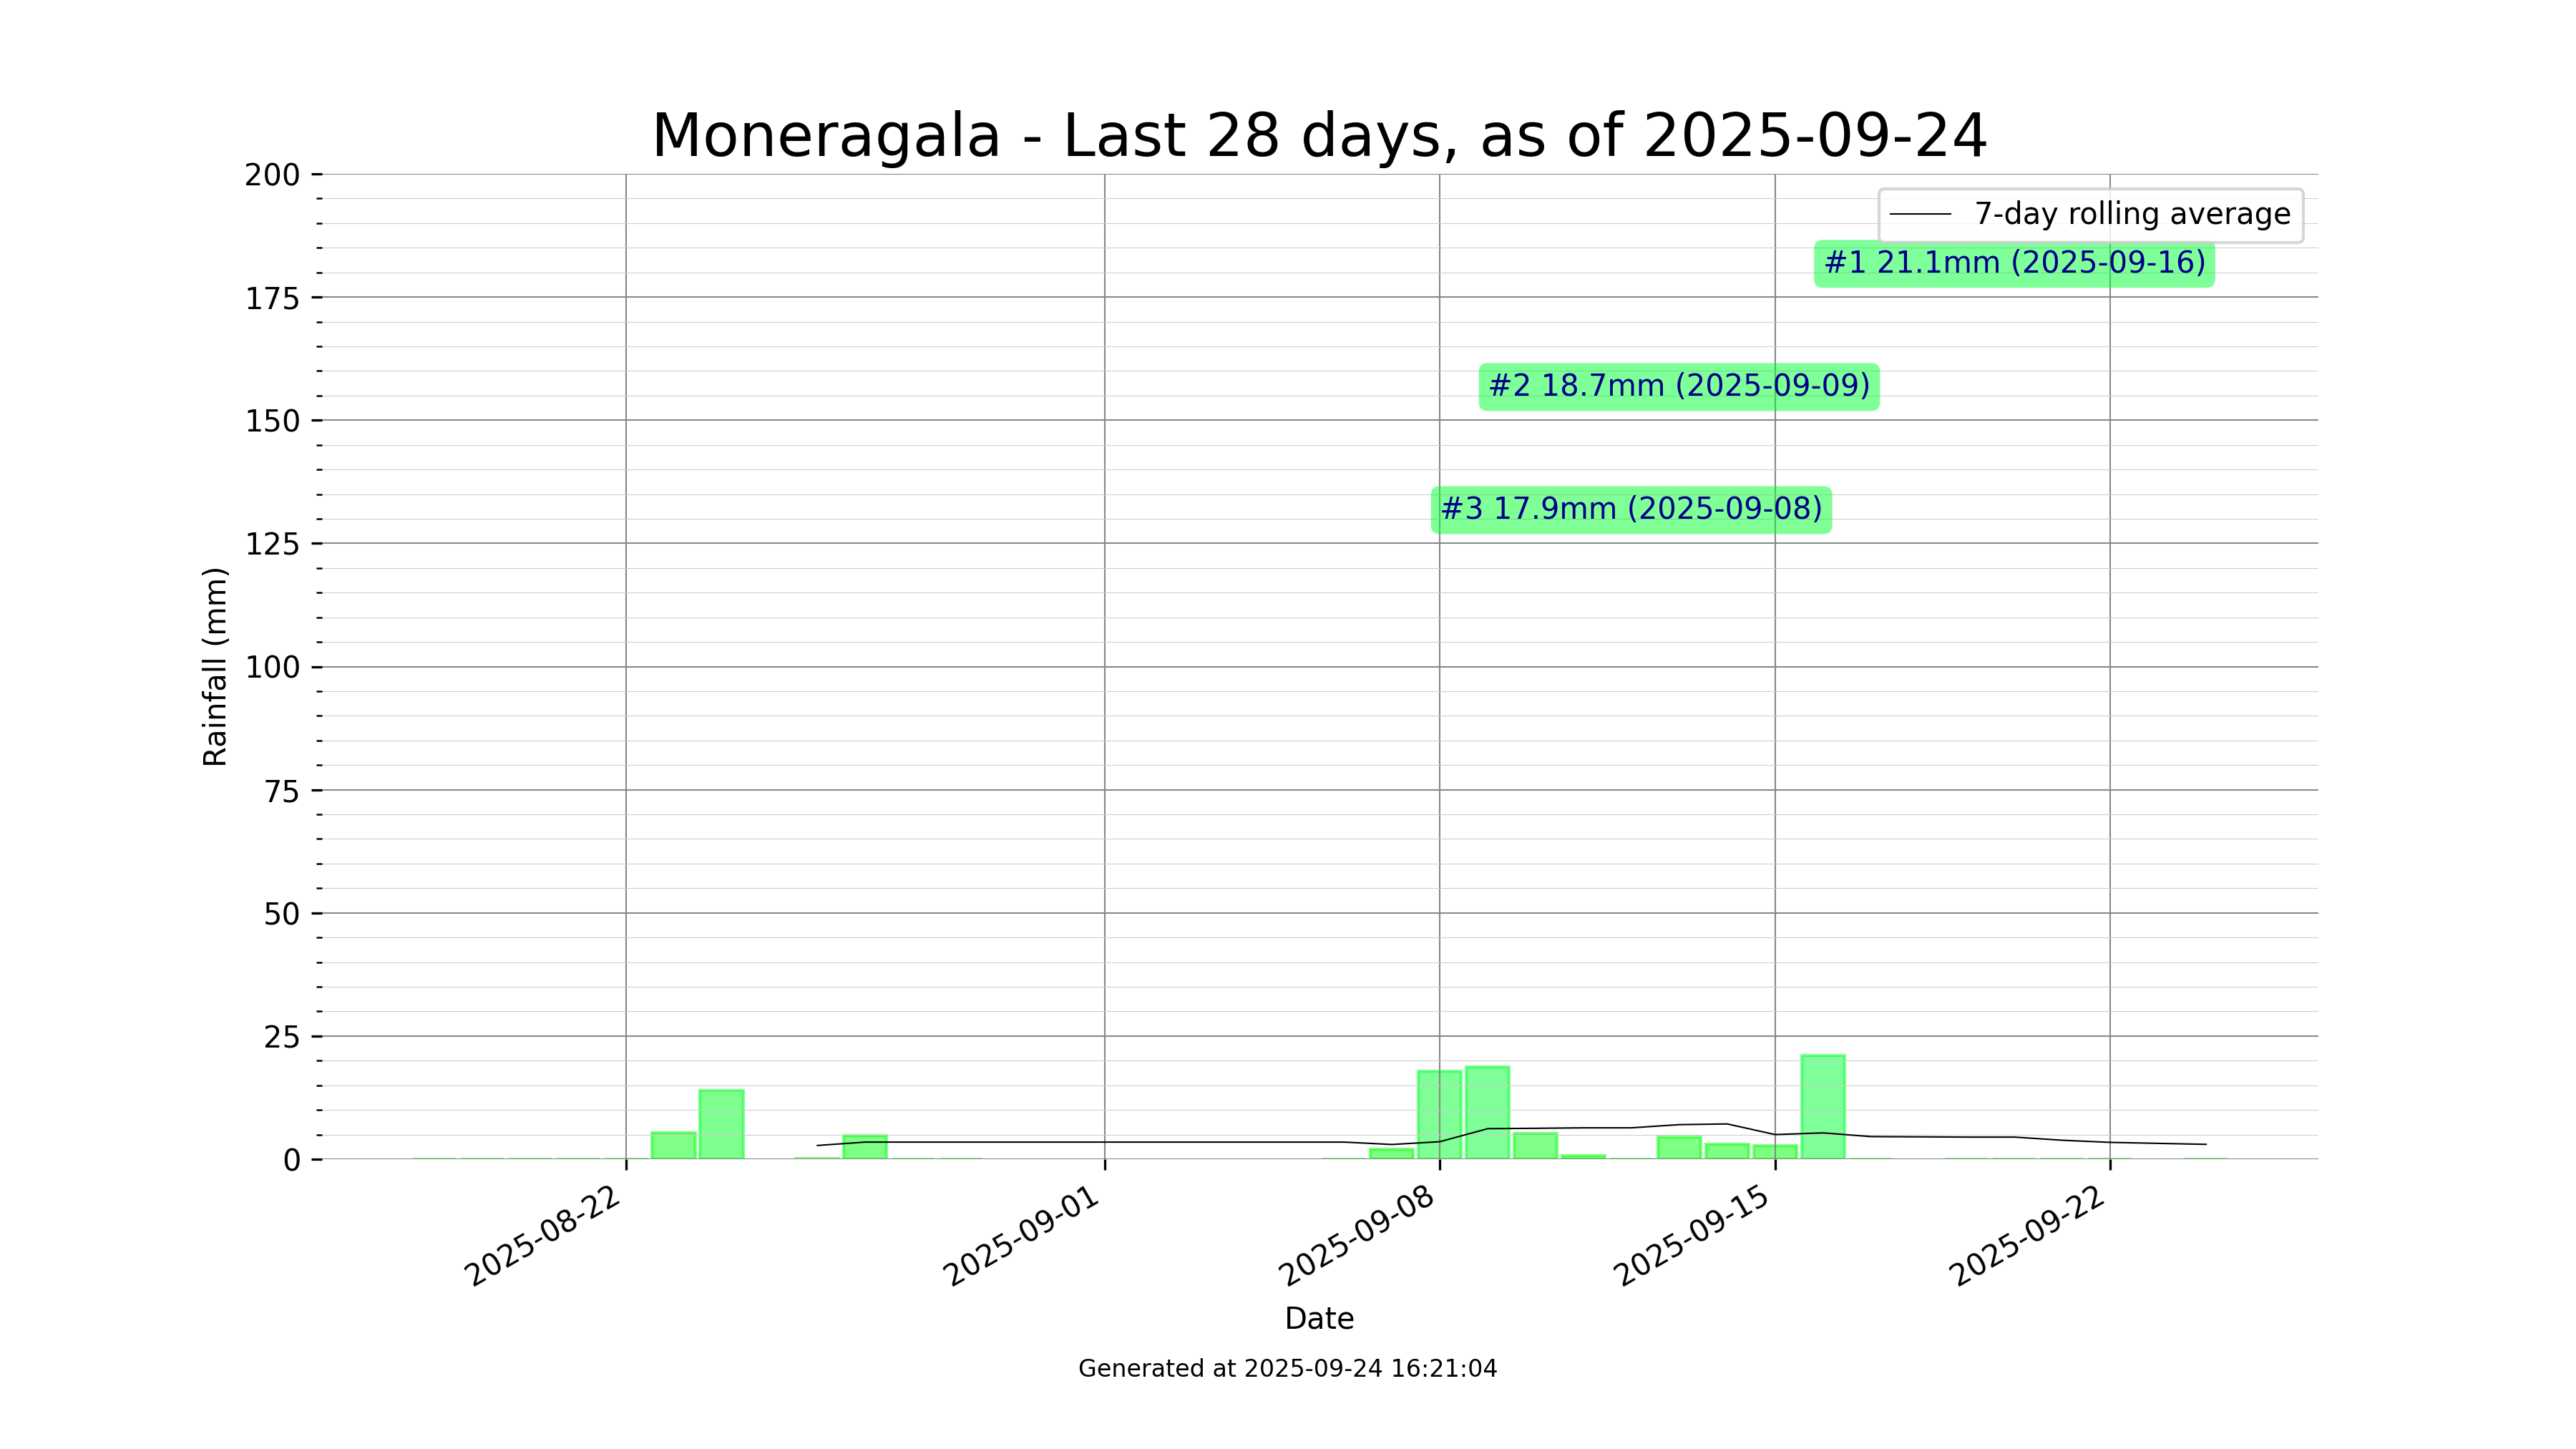 Moneragala - Last 28 days, as of 2025-09-24
200
175
150
125
100
75
50
25
0
Rainfall (mm)
7-day rolling average
#1 21.1mm (2025-09-16)
#2 18.7mm (2025-09-09)
#3 17.9mm (2025-09-08)
2025-08-22
2025-09-01
2025-09-08
2025-09-15
2025-09-22
Date
Generated at 2025-09-24 16:21:04